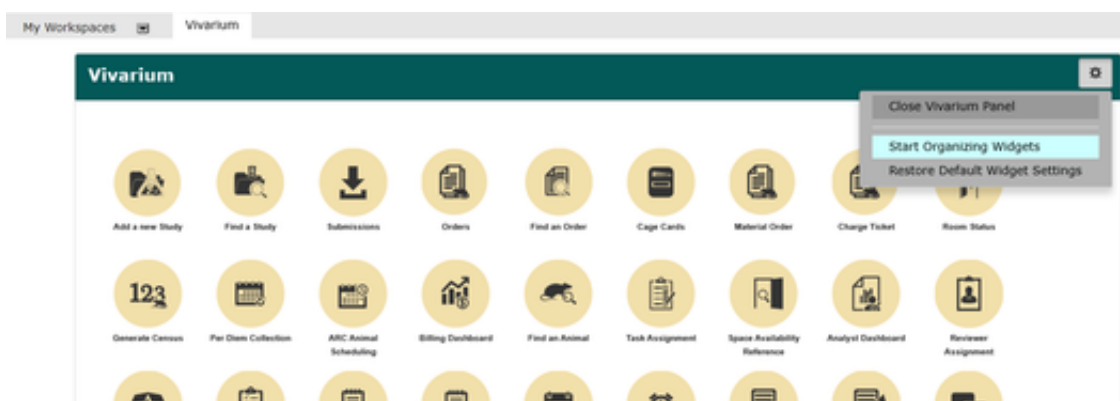 My Workspaces Vivarium
Vivarium
Close Vivarium Panel
Start Organizing Widgets
Restore Default Widget Settings
Add a new Study Find a Study Submissions Orders Find an Order Cage Cards Material Order Charge Ticket Room Status
123
Generate Census Per Diem Collection ARC Animal Scheduling Billing Dashboard Find an Animal Task Assignment Space Availability Reference Analyst Dashboard Reviewer Assignment